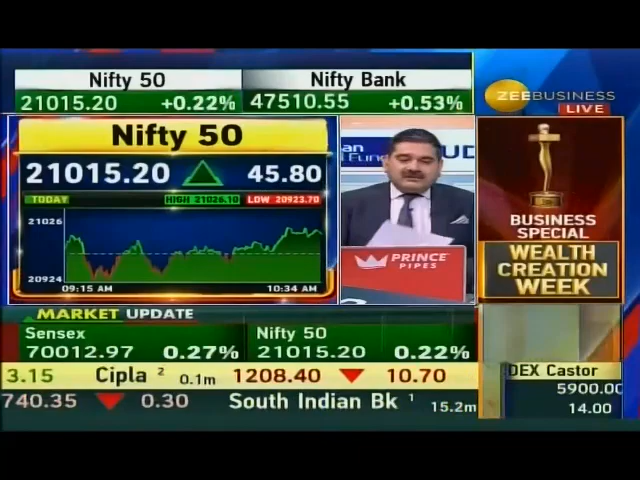 Nifty 50
21015.20 +0.22%
Nifty Bank
47510.55 +0.53%
ZEEBUSINESS
LIVE
Nifty 50
21015.20 45.80
TODAY HIGH 21026.10 LOW 20923.70
21026
20924
09:15 AM 10:34 AM
an
Fund
UD
PRINCE
PIPES
BUSINESS
SPECIAL
WEALTH
CREATION
WEEK
MARKET UPDATE
Sensex
70012.97 0.27%
Nifty 50
21015.20 0.22%
3.15 Cipla 2 0.1m 1208.40 10.70
740.35 0.30 South Indian Bk 1 15.2m
DEX Castor
5900.00
14.00